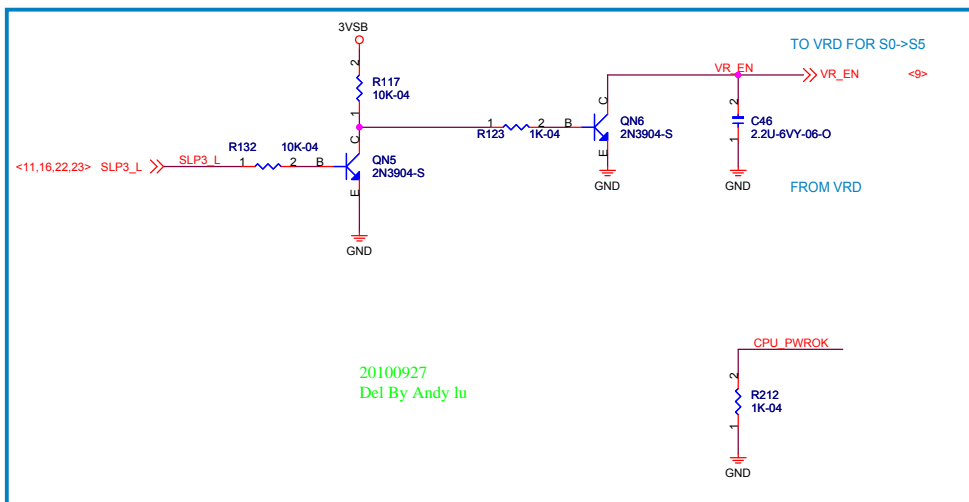 3VSB
TO VRD FOR S0->S5
2
R117
10K-04
1
VR_EN
VR_EN
<9>
C
R123
1
2
1K-04
B
C
QN6
2N3904-S
E
GND
2
C46
2.2U-6VY-06-O
1
GND
FROM VRD
<11,16,22,23>
SLP3_L
SLP3_L
R132
1
10K-04
2
B
C
QN5
2N3904-S
E
GND
CPU_PWROK
20100927
Del By Andy lu
2
R212
1K-04
1
GND